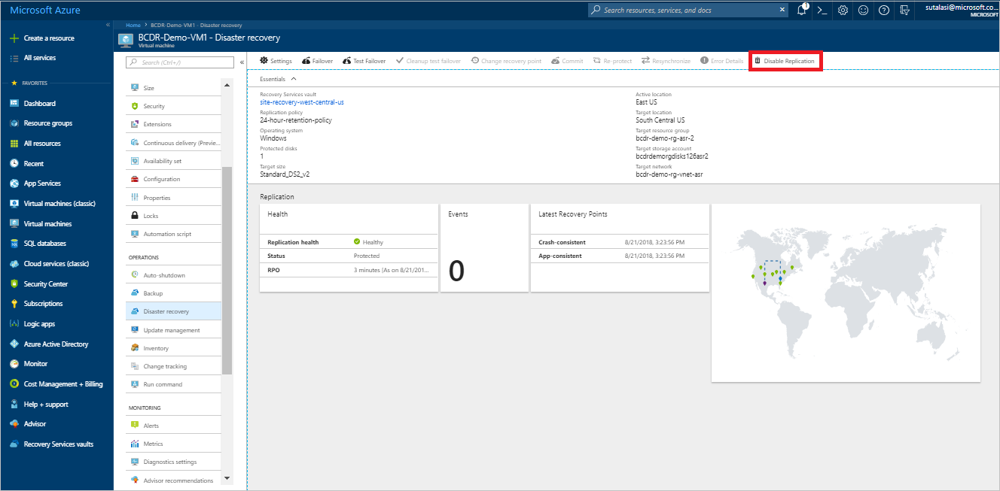 Microsoft Azure
Search resources, services, and docs
1
sutalasi@microsoft.co...
MICROSOFT
Create a resource
All services
FAVORITES
Dashboard
Resource groups
All resources
Recent
App Services
Virtual machines (classic)
Virtual machines
SQL databases
Cloud services (classic)
Security Center
Subscriptions
Logic apps
Azure Active Directory
Monitor
Cost Management + Billing
Help + support
Advisor
Recovery Services vaults
Home > BCDR-Demo-VM1 - Disaster recovery
BCDR-Demo-VM1 - Disaster recovery
Virtual machine
Search (Ctrl+/)
Size
Security
Extensions
Continuous delivery (Previe...
Availability set
Configuration
Properties
Locks
Automation script
OPERATIONS
Auto-shutdown
Backup
Disaster recovery
Update management
Inventory
Change tracking
Run command
MONITORING
Alerts
Metrics
Diagnostics settings
Advisor recommendations
Settings Failover Test Failover Cleanup test failover Change recovery point Commit Re-protect Resynchronize Error Details Disable Replication
Essentials
Recovery Services vault
site-recovery-west-central-us
Replication policy
24-hour-retention-policy
Operating system
Windows
Protected disks
1
Target size
Standard_DS2_v2
Active location
East US
Target location
South Central US
Target resource group
bcdr-demo-rg-asr-2
Target storage account
bcdrdemorgdisks126asr2
Target network
bcdr-demo-rg-vnet-asr
Replication
Health
Replication health Healthy
Status Protected
RPO 3 minutes [As on 8/21/201...
Events
0
Latest Recovery Points
Crash-consistent 8/21/2018, 3:23:56 PM
App-consistent 8/21/2018, 3:23:56 PM